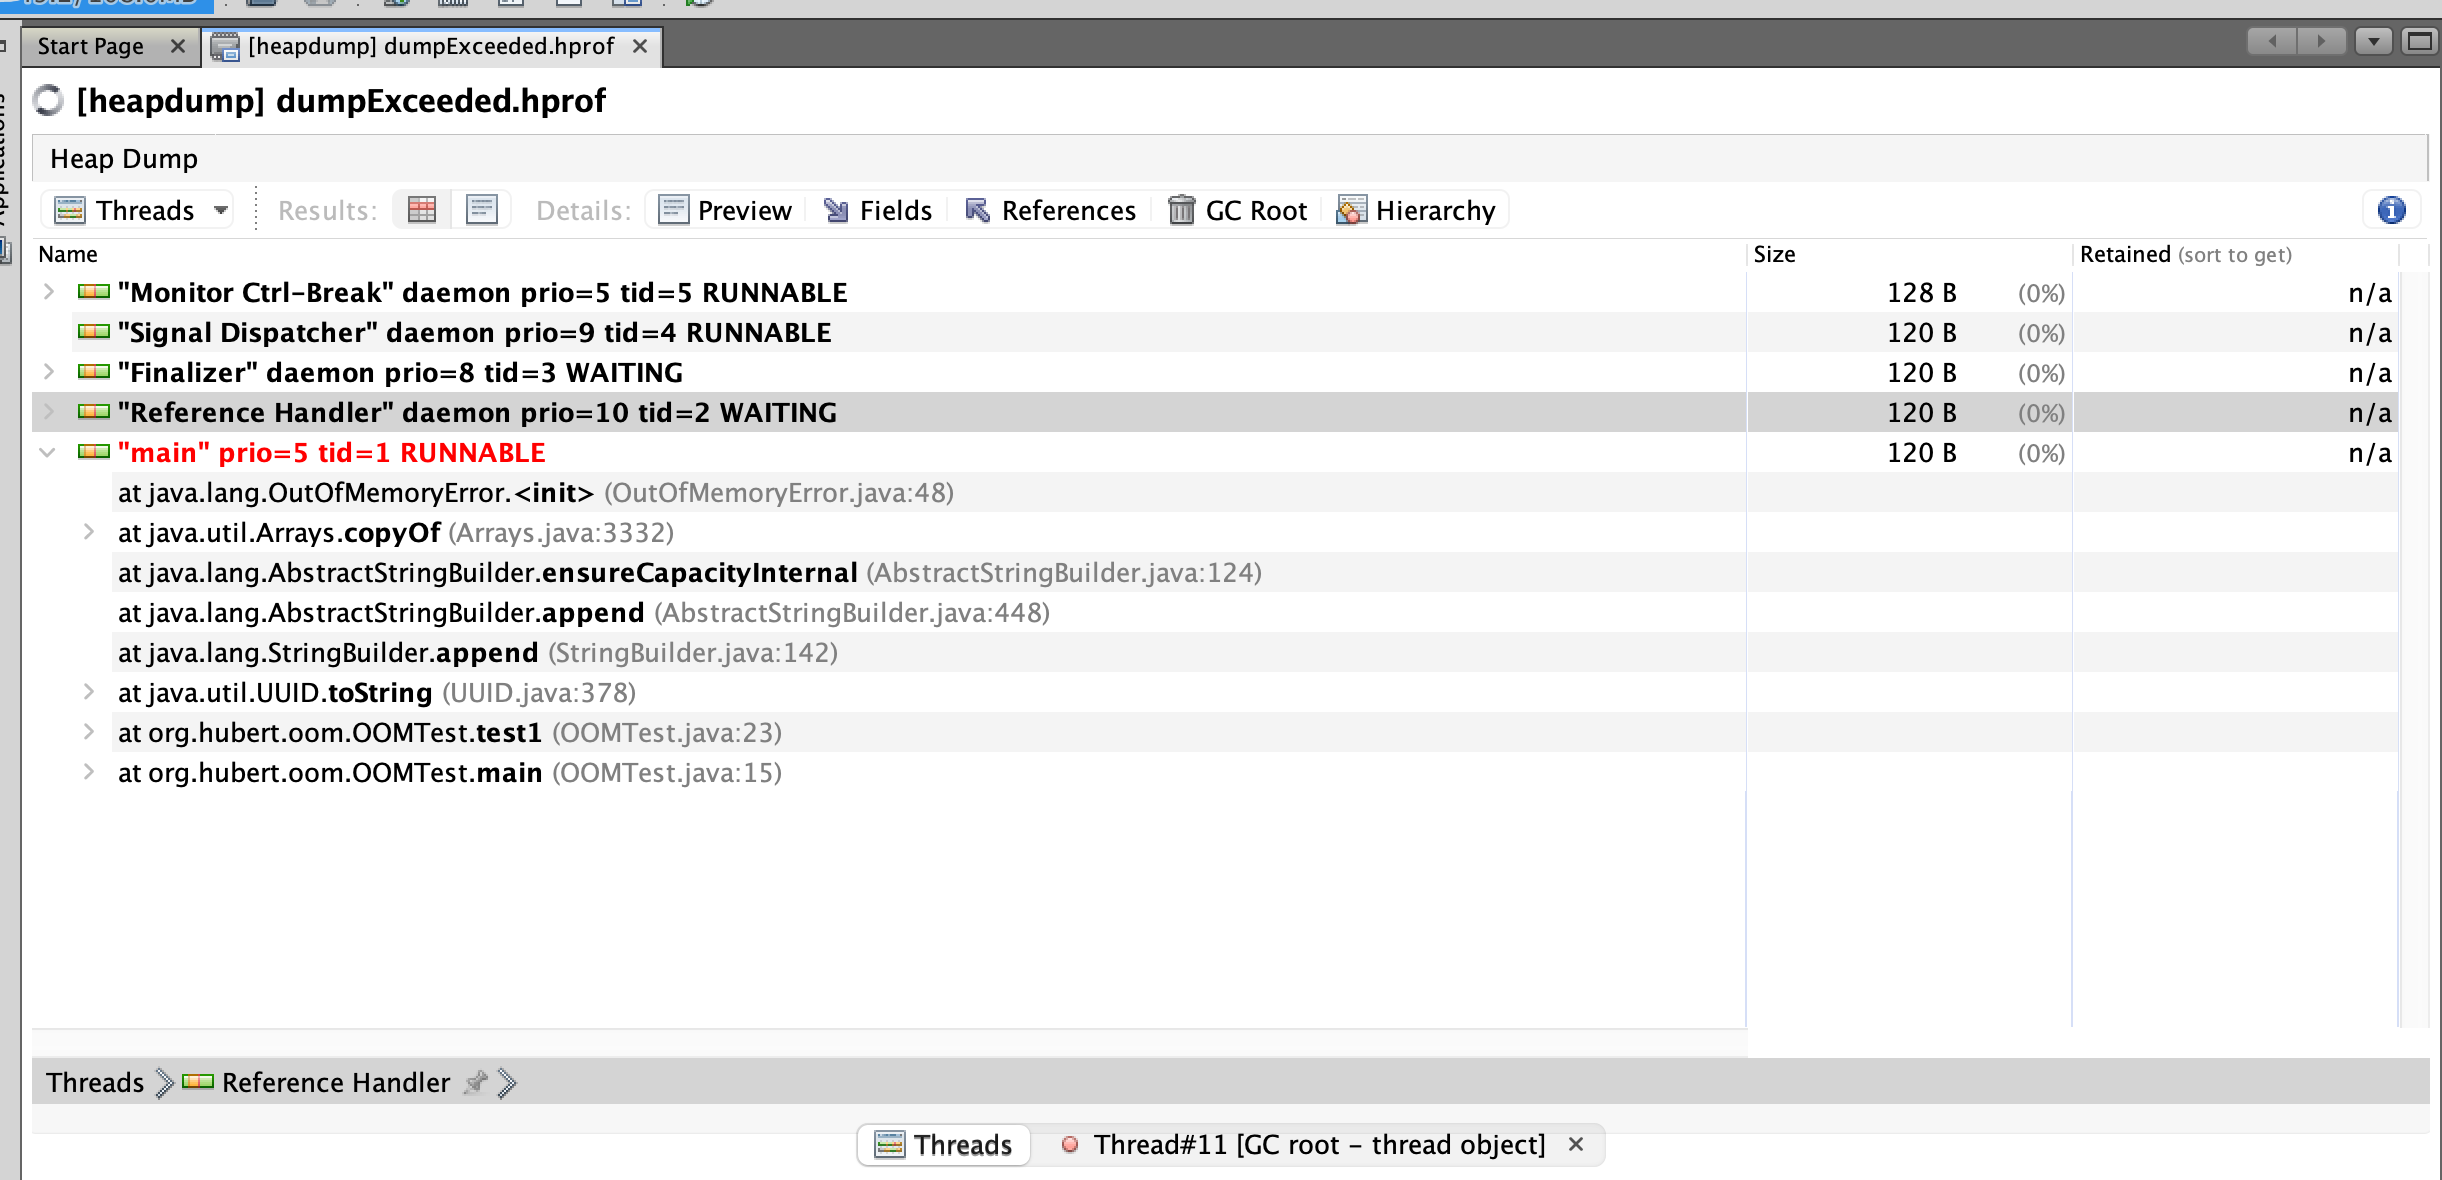 Start Page
[heapdump] dumpExceeded.hprof
[heapdump] dumpExceeded.hprof
Heap Dump
Threads Results: Details: Preview Fields References GC Root Hierarchy
Name Size Retained (sort to get)
"Monitor Ctrl-Break" daemon prio=5 tid=5 RUNNABLE 128 B (0%) n/a
"Signal Dispatcher" daemon prio=9 tid=4 RUNNABLE 120 B (0%) n/a
"Finalizer" daemon prio=8 tid=3 WAITING 120 B (0%) n/a
"Reference Handler" daemon prio=10 tid=2 WAITING 120 B (0%) n/a
"main" prio=5 tid=1 RUNNABLE 120 B (0%) n/a
at java.lang.OutOfMemoryError.<init> (OutOfMemoryError.java:48)
at java.util.Arrays.copyOf (Arrays.java:3332)
at java.lang.AbstractStringBuilder.ensureCapacityInternal (AbstractStringBuilder.java:124)
at java.lang.AbstractStringBuilder.append (AbstractStringBuilder.java:448)
at java.lang.StringBuilder.append (StringBuilder.java:142)
at java.util.UUID.toString (UUID.java:378)
at org.hubert.oom.OOMTest.test1 (OOMTest.java:23)
at org.hubert.oom.OOMTest.main (OOMTest.java:15)
Threads Reference Handler
Threads Thread#11 [GC root - thread object]